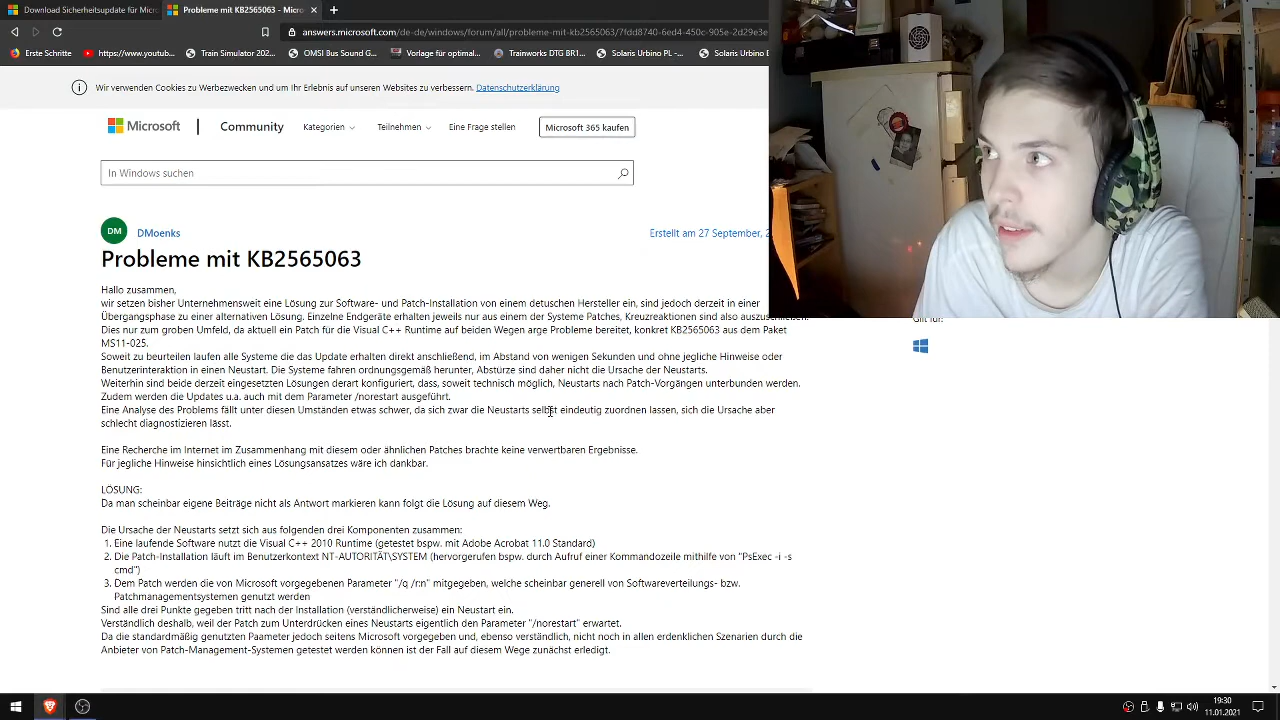 Download Sicherheitsupdate für Micr
Probleme mit KB2565063 - Micro
answers.microsoft.com/de-de/windows/forum/all/probleme-mit-kb2565063/7fdd8740-6ed4-450c-905e-2d29e3e
Erste Schritte
https://www.youtub...
Train Simulator 202...
OMSI Bus Sound G...
Vorlage für optimal...
Trainworks DTG BR1...
Solaris Urbino PL -...
Solaris Urbino E
Wir verwenden Cookies zu Werbezwecken und um Ihr Erlebnis auf unseren Websites zu verbessern. Datenschutzerklärung
Microsoft
Community
Kategorien
Teilnehmen
Eine Frage stellen
Microsoft 365 kaufen
In Windows suchen
DM
DMoenks
Erstellt am 27 September, 2
Probleme mit KB2565063
Hallo zusammen,
wir setzen bisher Unternehmensweit eine Lösung zur Software- und Patch-Installation von einem detuschen Hersteller ein, sind jedoch derzeit in einer
Übergangsphase zu einer alternativen Lösung. Einzelne Endgeräte erhalten jeweils nur aus einem der Systeme Patches, Kreuzreaktionen sind also auszuschließen.
Dies nur zum groben Umfeld, da aktuell ein Patch für die Visual C++ Runtime auf beiden Wegen arge Probleme bereitet, konkret KB2565063 aus dem Paket
MS11-025.
Soweit zu beurteilen laufen alle Systeme die das Update erhalten direkt anschließend, im Abstand von wenigen Sekunden und ohne jegliche Hinweise oder
Benutzerinteraktion in einen Neustart. Die Systeme fahren ordnungsgemäß herunter, Abstürze sind daher nicht die Ursache der Neustarts.
Weiterhin sind beide derzeit eingesetzten Lösungen derart konfiguriert, dass, soweit technisch möglich, Neustarts nach Patch-Vorgängen unterbunden werden.
Zudem werden die Updates u.a. auch mit dem Parameter /norestart ausgeführt.
Eine Analyse des Problems fällt unter diesen Umständen etwas schwer, da sich zwar die Neustarts selbst eindeutig zuordnen lassen, sich die Ursache aber
schlecht diagnostizieren lässt.
Eine Recherche im Internet im Zusammenhang mit diesem oder ähnlichen Patches brachte keine verwertbaren Ergebnisse.
Für jegliche Hinweise hinsichtlich eines Lösungsansatzes wäre ich dankbar.
LÖSUNG:
Da man scheinbar eigene Beiträge nicht als Antwort markieren kann folgt die Lösung auf diesem Weg.
Die Ursache der Neustarts setzt sich aus folgenden drei Komponenten zusammen:
1. Eine laufende Software nutzt die Visual C++ 2010 Runtime (getestet bspw. mit Adobe Acrobat 11.0 Standard)
2. Die Patch-Installation läuft im Benutzerkontext NT-AUTORITÄT\SYSTEM (hervorgerufen bspw. durch Aufruf einer Kommandozeile mithilfe von "PsExec -i -s
cmd")
3. Dem Patch werden die von Microsoft vorgegebenen Parameter "/q /r:n" mitgegeben, welche scheinbar generell von Softwareverteilungs- bzw.
Patchmanagementsystemen genutzt werden
Sind alle drei Punkte gegeben tritt nach der Installation (verständlicherweise) ein Neustart ein.
Verständlich deshalb, weil der Patch zum Unterdrücken eines Neustarts eigentlich den Parameter "/norestart" erwartet.
Da die standardmäßig genutzten Paameter jedoch seitens Microsoft vorgegeben und, ebenso verständlich, nicht noch in allen erdenklichen Szenarien durch die
Anbieter von Patch-Management-Systemen getestet werden können ist der Fall auf diesem Wege zunächst erledigt.
Gilt für:
19:30
11.01.2021